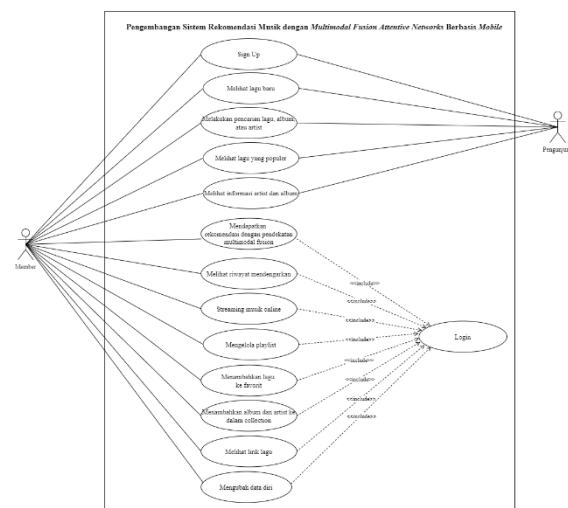 Pengembangan Sistem Rekomendasi Musik dengan Multimodal Fusion Attentive Networks Berbasis Mobile
Sign Up
Melihat lagu baru
Melakukan pencarian lagu, album,
atau artist
Melihat lagu yang populer
Melihat informasi artist dan album
Pengunjung
Member
Mendapatkan
rekomendasi dengan pendekatan
multimodal fusion
Melihat riwayat mendengarkan
Streaming musik online
Mengelola playlist
Menambahkan lagu
ke favorit
Menambahkan album dan artist ke
dalam collection
Melihat lirik lagu
Mengubah data diri
<<include>>
<<include>>
<<include>>
<<include>>
<<include>>
<<include>>
<<include>>
Login